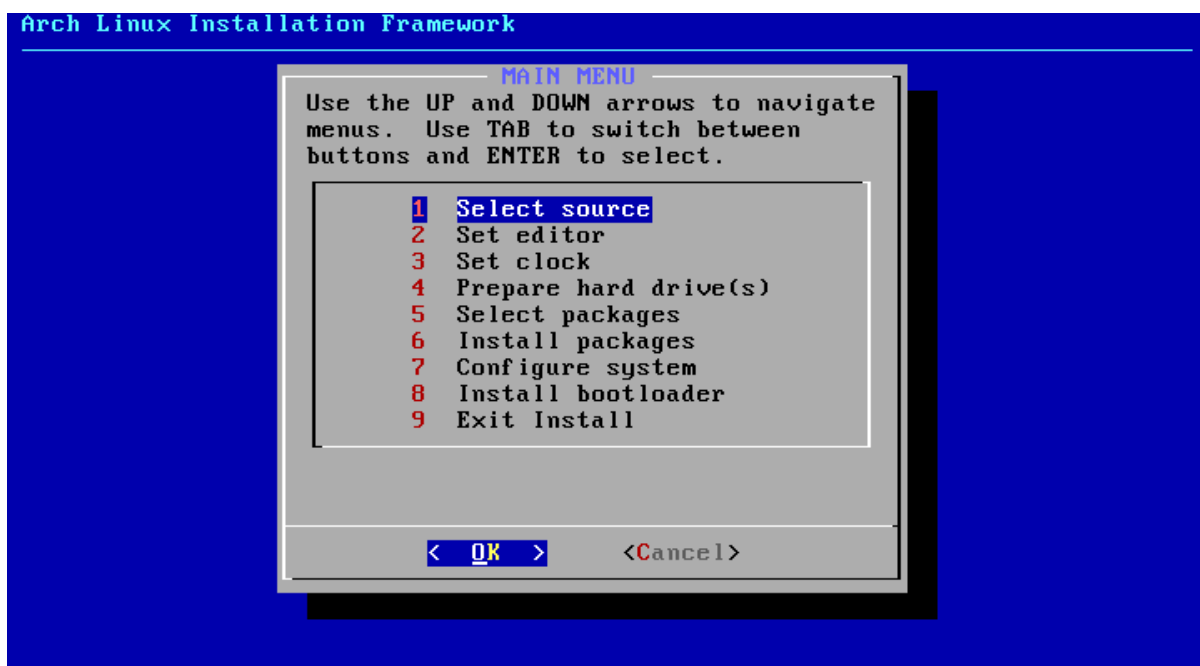 Arch Linux Installation Framework
MAIN MENU
Use the UP and DOWN arrows to navigate
menus.  Use TAB to switch between
buttons and ENTER to select.
1 Select source
2 Set editor
3 Set clock
4 Prepare hard drive(s)
5 Select packages
6 Install packages
7 Configure system
8 Install bootloader
9 Exit Install
< OK > <Cancel>